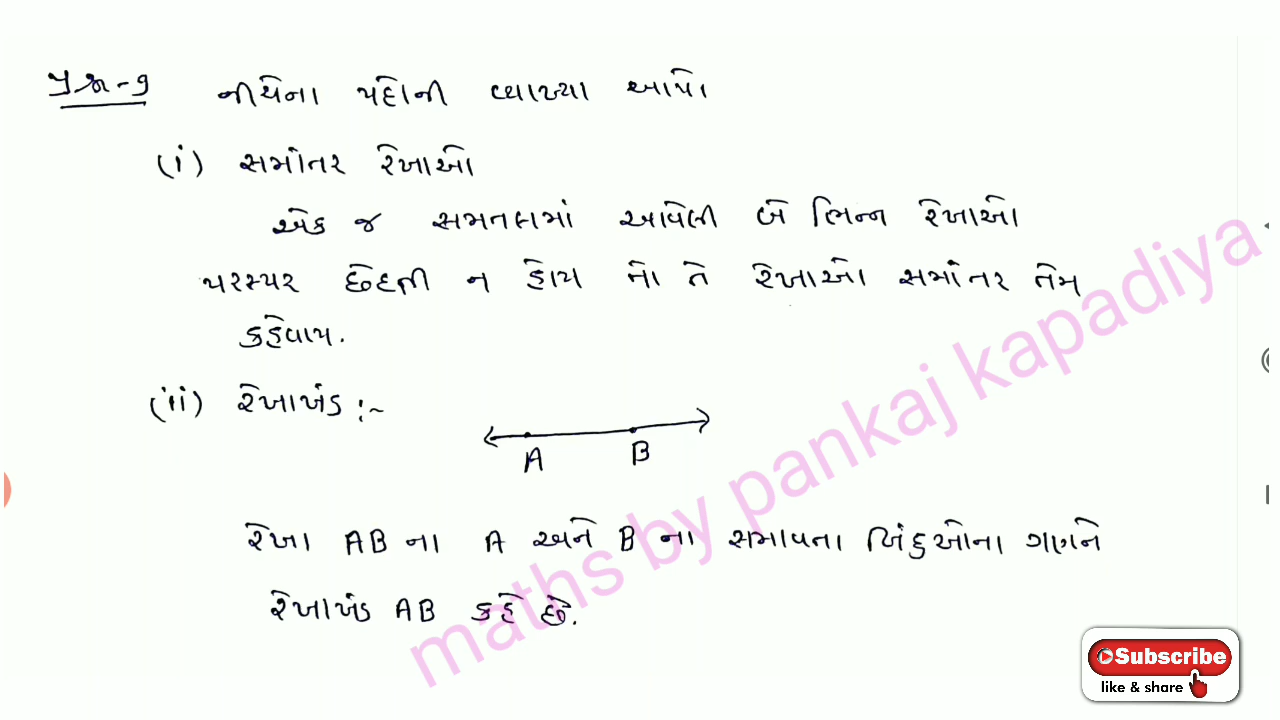 પ્રશ્ન-૧ નીચેના પદોની વ્યાખ્યા આપો
(i) સમાંતર રેખાઓ
એક જ સમતલમાં આવેલી બે ભિન્ન રેખાઓ
પરસ્પર છેદતી ન હોય તો તે રેખાઓ સમાંતર તેમ
કહેવાય.
(ii) રેખાખંડ :-
A B
રેખા AB ના A અને B ના સમાવતા બિંદુઓના ગણને
રેખાખંડ AB કહે છે.
maths by pankaj kapadiya
Subscribe
like & share